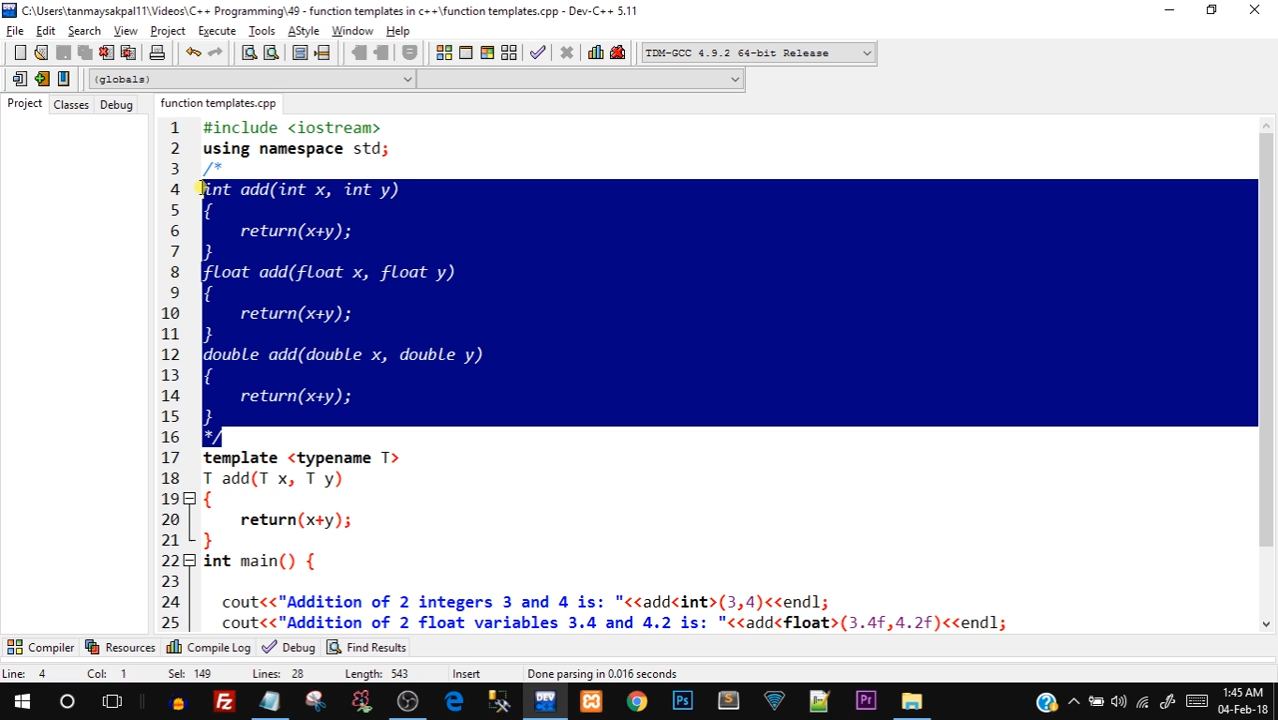 C:\Users\tanmaysakpal11\Videos\C++ Programming\49 - function templates in c++\function templates.cpp - Dev-C++ 5.11
File Edit Search View Project Execute Tools AStyle Window Help
TDM-GCC 4.9.2 64-bit Release
(globals)
Project Classes Debug function templates.cpp
1 #include <iostream>
2 using namespace std;
3 /*
4 int add(int x, int y)
5 {
6 return(x+y);
7 }
8 float add(float x, float y)
9 {
10 return(x+y);
11 }
12 double add(double x, double y)
13 {
14 return(x+y);
15 }
16 */
17 template <typename T>
18 T add(T x, T y)
19 {
20 return(x+y);
21 }
22 int main() {
23
24 cout<<"Addition of 2 integers 3 and 4 is: "<<add<int>(3,4)<<endl;
25 cout<<"Addition of 2 float variables 3.4 and 4.2 is: "<<add<float>(3.4f,4.2f)<<endl;
Compiler Resources Compile Log Debug Find Results
Line: 4 Col: 1 Sel: 149 Lines: 28 Length: 543 Insert Done parsing in 0.016 seconds
Fz DEV Ps S Pr 1:45 AM
04-Feb-18